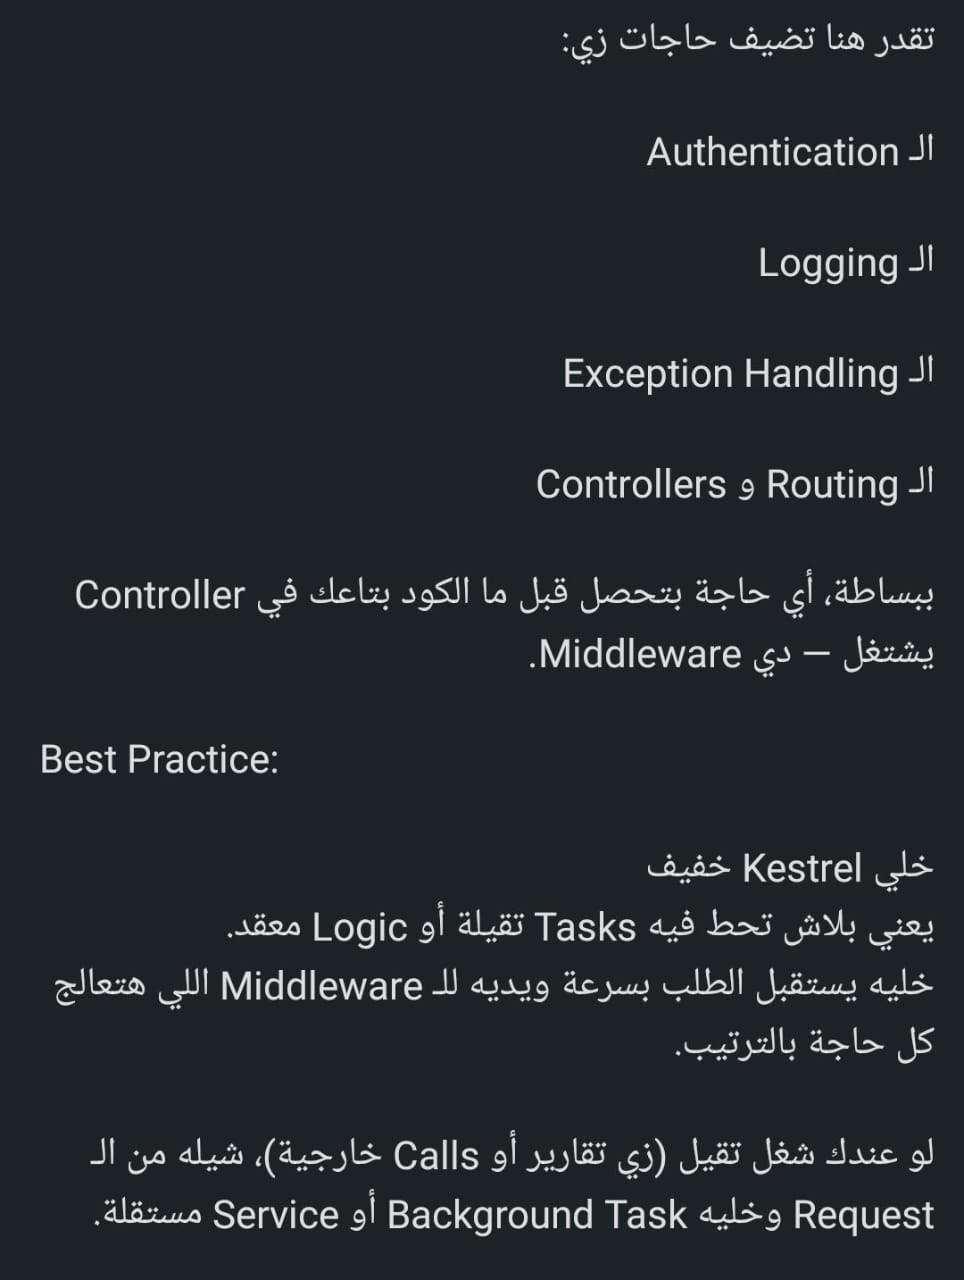 تقدر هنا تضيف حاجات زي:
الـ Authentication
الـ Logging
الـ Exception Handling
الـ Routing و Controllers
ببساطة، أي حاجة بتحصل قبل ما الكود بتاعك في Controller
يشتغل — دي Middleware.
Best Practice:
خلي Kestrel خفيف
يعني بلاش تحط فيه Tasks تقيلة أو Logic معقد.
خليه يستقبل الطلب بسرعة ويديه للـ Middleware اللي هتعالج
كل حاجة بالترتيب.
لو عندك شغل تقيل (زي تقارير أو Calls خارجية)، شيله من الـ
Request وخليه Background Task أو Service مستقلة.